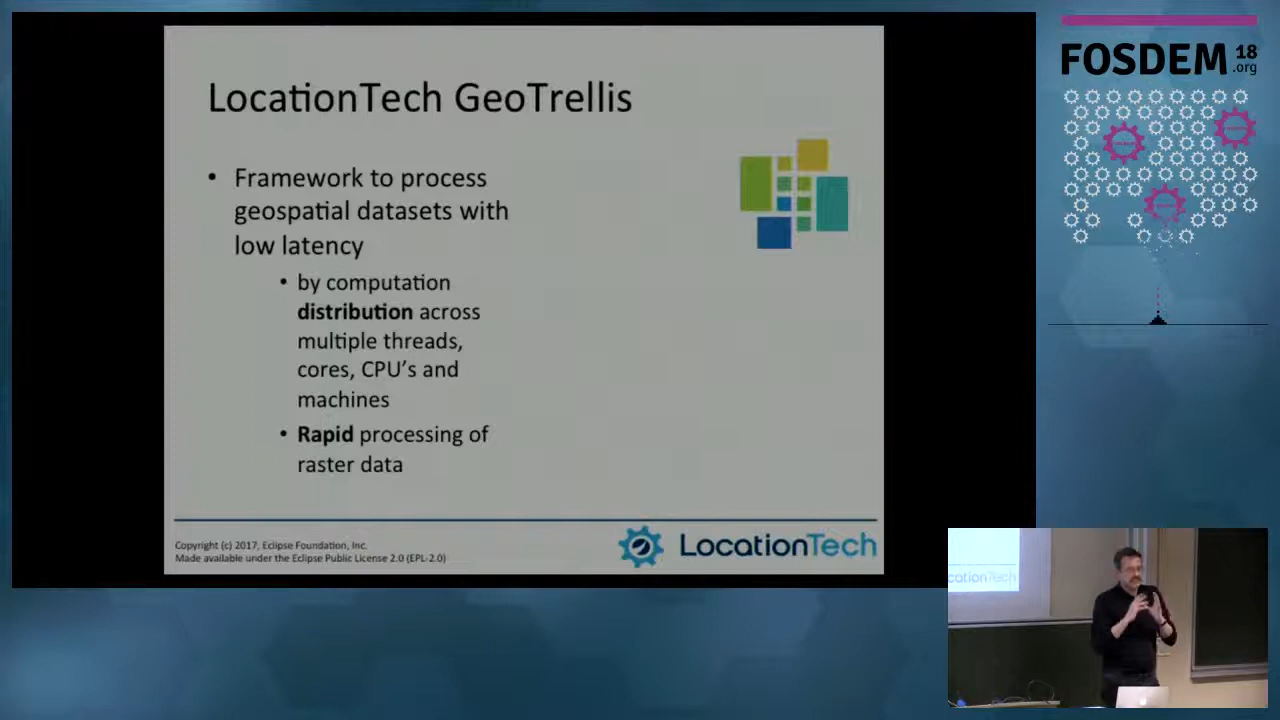 LocationTech GeoTrellis
• Framework to process
geospatial datasets with
low latency
• by computation
distribution across
multiple threads,
cores, CPU's and
machines
• Rapid processing of
raster data
Copyright (c) 2017, Eclipse Foundation, Inc.
Made available under the Eclipse Public License 2.0 (EPL-2.0)
LocationTech
FOSDEM 18
.org
cationTech